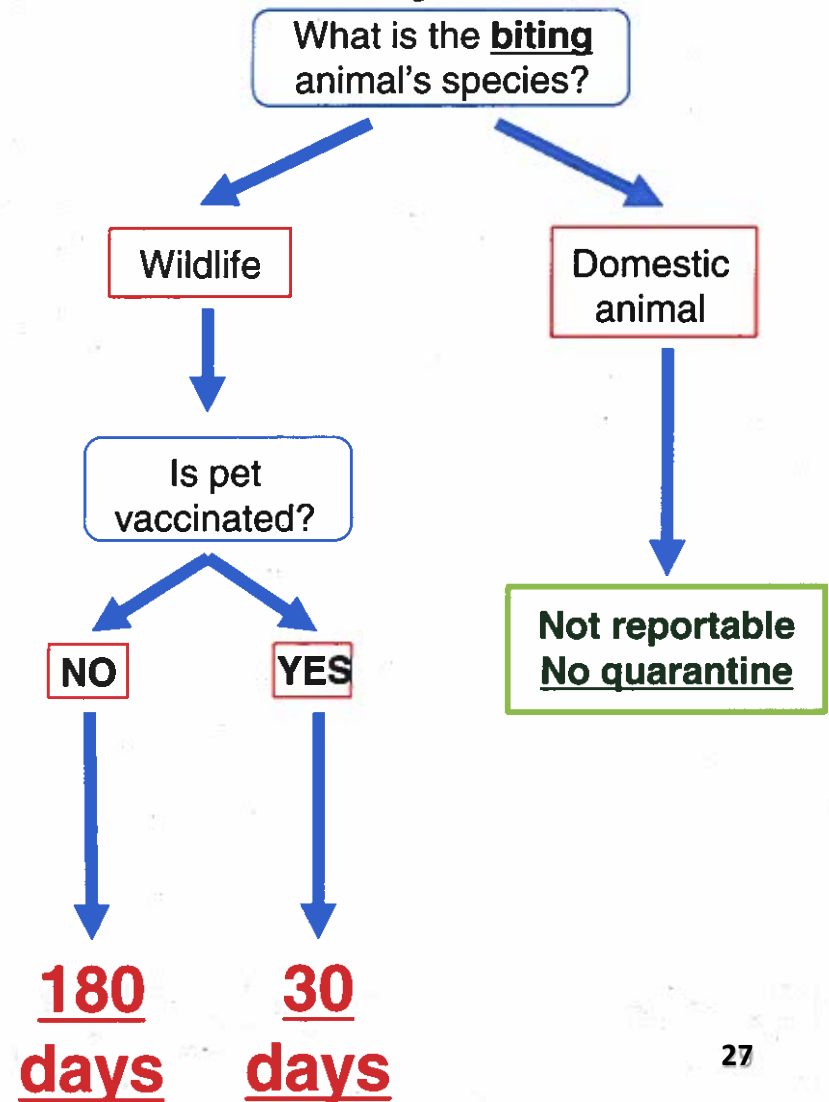 What is the biting
animal's species?
Wildlife
Domestic
animal
Is pet
vaccinated?
NO
YES
Not reportable
No quarantine
180
days
30
days
27